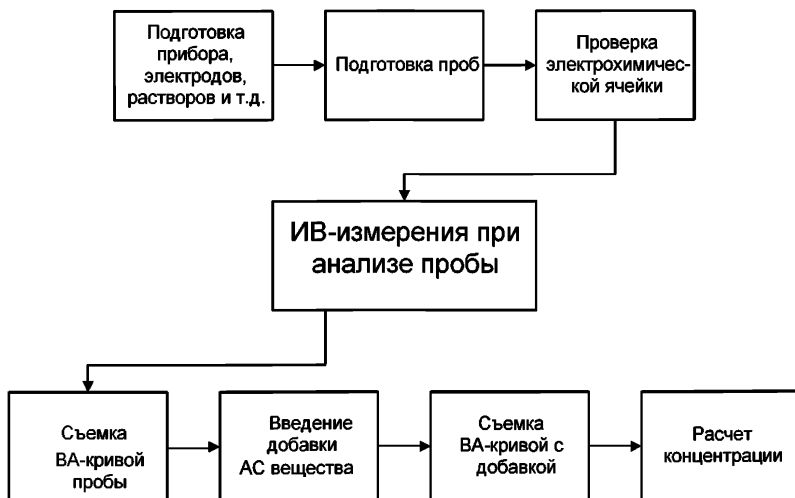 Подготовка
прибора,
электродов,
растворов и т.д.
Подготовка проб
Проверка
электрохимичес-
кой ячейки
ИВ-измерения при
анализе пробы
Съемка
ВА-кривой
пробы
Введение
добавки
АС вещества
Съемка
ВА-кривой с
добавкой
Расчет
концентрации